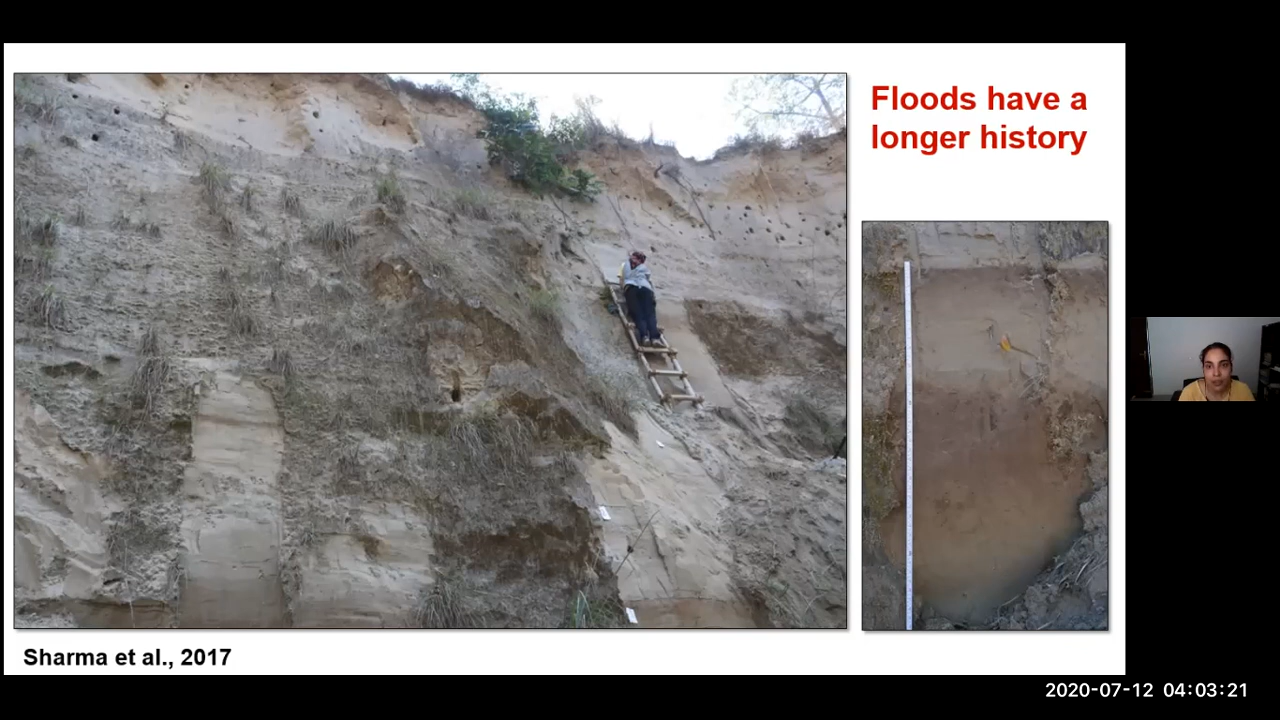 Floods have a
longer history
Sharma et al., 2017
2020-07-12 04:03:21